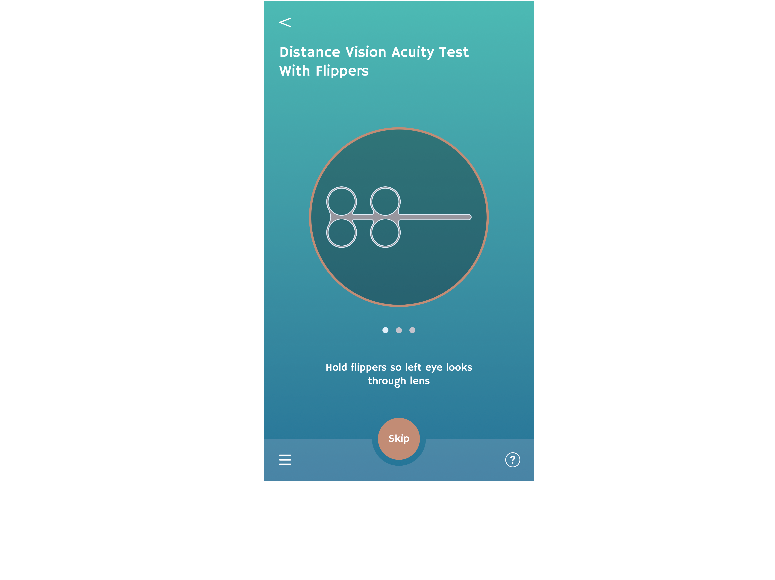 Distance Vision Acuity Test
With Flippers
Hold flippers so left eye looks
through lens
Skip
?